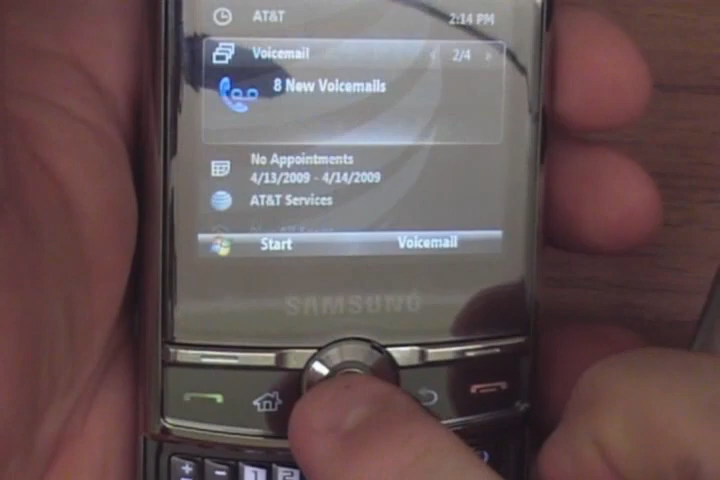 AT&T 2:14 PM
Voicemail 2/4
8 New Voicemails
No Appointments
4/13/2009 - 4/14/2009
AT&T Services
Start Voicemail
SAMSUNG